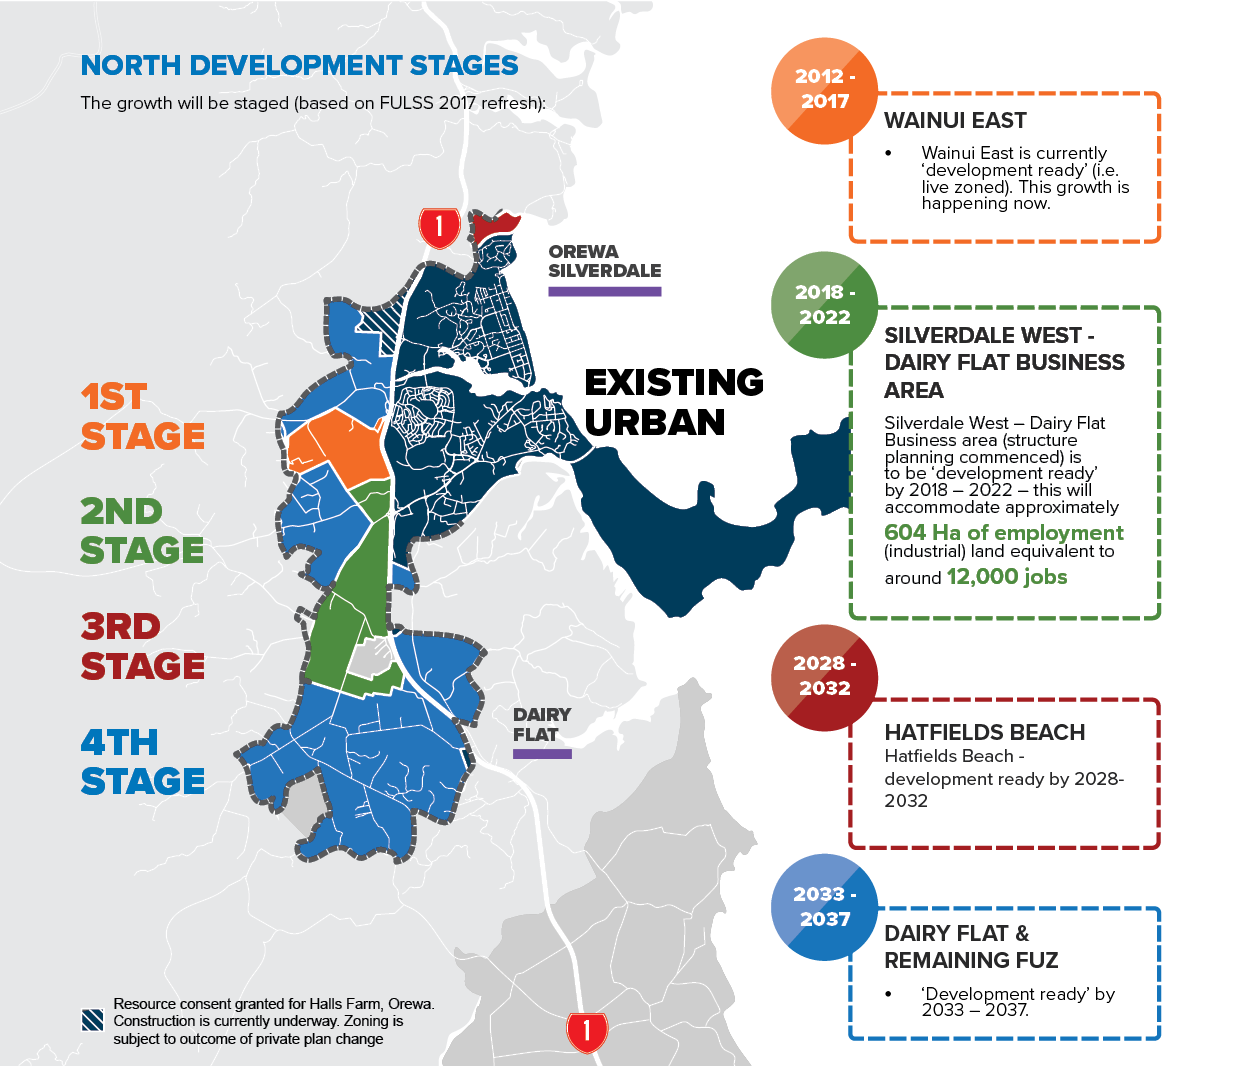 NORTH DEVELOPMENT STAGES
The growth will be staged (based on FULSS 2017 refresh):
1
OREWA
SILVERDALE
EXISTING
URBAN
1ST
STAGE
2ND
STAGE
3RD
STAGE
4TH
STAGE
DAIRY
FLAT
1
Resource consent granted for Halls Farm, Orewa.
Construction is currently underway. Zoning is
subject to outcome of private plan change
2012 -
2017
WAINUI EAST
• Wainui East is currently
‘development ready’ (i.e.
live zoned). This growth is
happening now.
2018 -
2022
SILVERDALE WEST -
DAIRY FLAT BUSINESS
AREA
Silverdale West – Dairy Flat
Business area (structure
planning commenced) is
to be ‘development ready’
by 2018 – 2022 – this will
accommodate approximately
604 Ha of employment
(industrial) land equivalent to
around 12,000 jobs
2028 -
2032
HATFIELDS BEACH
Hatfields Beach -
development ready by 2028-
2032
2033 -
2037
DAIRY FLAT &
REMAINING FUZ
• ‘Development ready’ by
2033 – 2037.